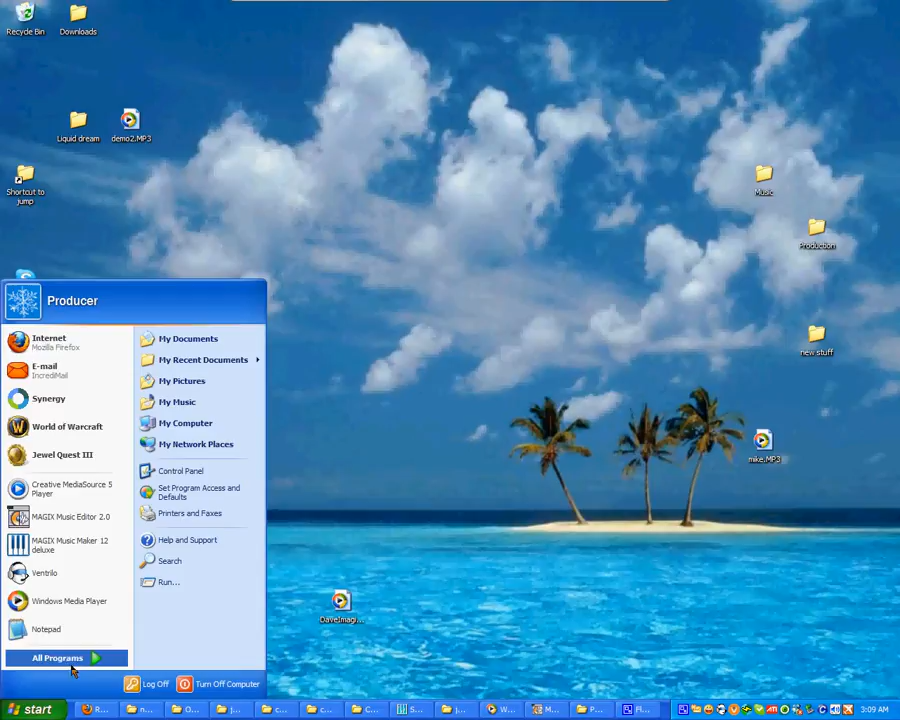 Recycle Bin
Downloads
Liquid dream
demo2.MP3
Shortcut to
jump
Music
Production
new stuff
mike.MP3
DaveImagi...
Producer
Internet
Mozilla Firefox
E-mail
IncrediMail
Synergy
World of Warcraft
Jewel Quest III
Creative MediaSource 5
Player
MAGIX Music Editor 2.0
MAGIX Music Maker 12
deluxe
Ventrilo
Windows Media Player
Notepad
All Programs
My Documents
My Recent Documents
My Pictures
My Music
My Computer
My Network Places
Control Panel
Set Program Access and
Defaults
Printers and Faxes
Help and Support
Search
Run...
Log Off
Turn Off Computer
start
R...
n...
O...
j...
c...
c...
C...
S...
j...
W...
M...
P...
Fl...
3:09 AM